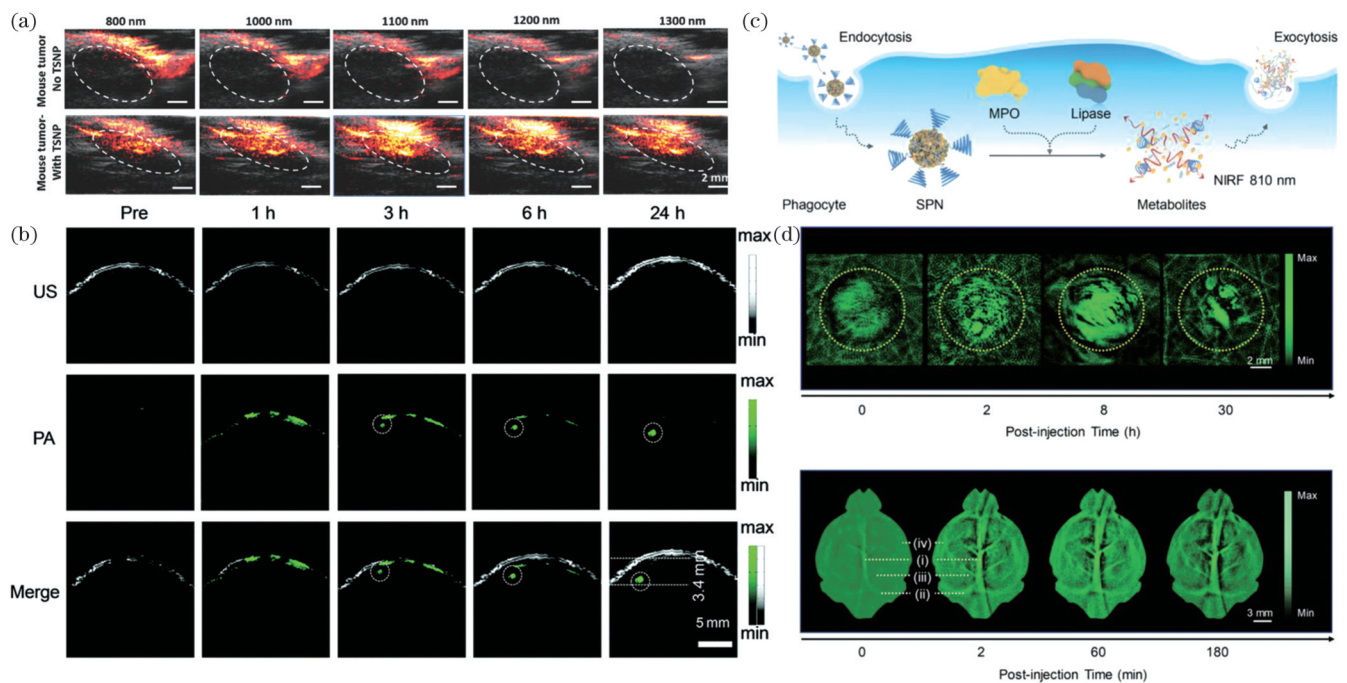 (a)
800 nm 1000 nm 1100 nm 1200 nm 1300 nm
Mouse tumor
No TSNP
Mouse tumor-
With TSNP
2 mm
(b)
Pre 1 h 3 h 6 h 24 h
US
max
min
PA
max
min
Merge
3.4 mm
5 mm
max
min
(c)
Endocytosis
Exocytosis
MPO Lipase
NIRF 810 nm
Phagocyte SPN Metabolites
(d)
Max
Min
2 mm
0 2 8 30
Post-injection Time (h)
Max
(iv)
(i)
(iii)
(ii)
Min
3 mm
0 2 60 180
Post-injection Time (min)